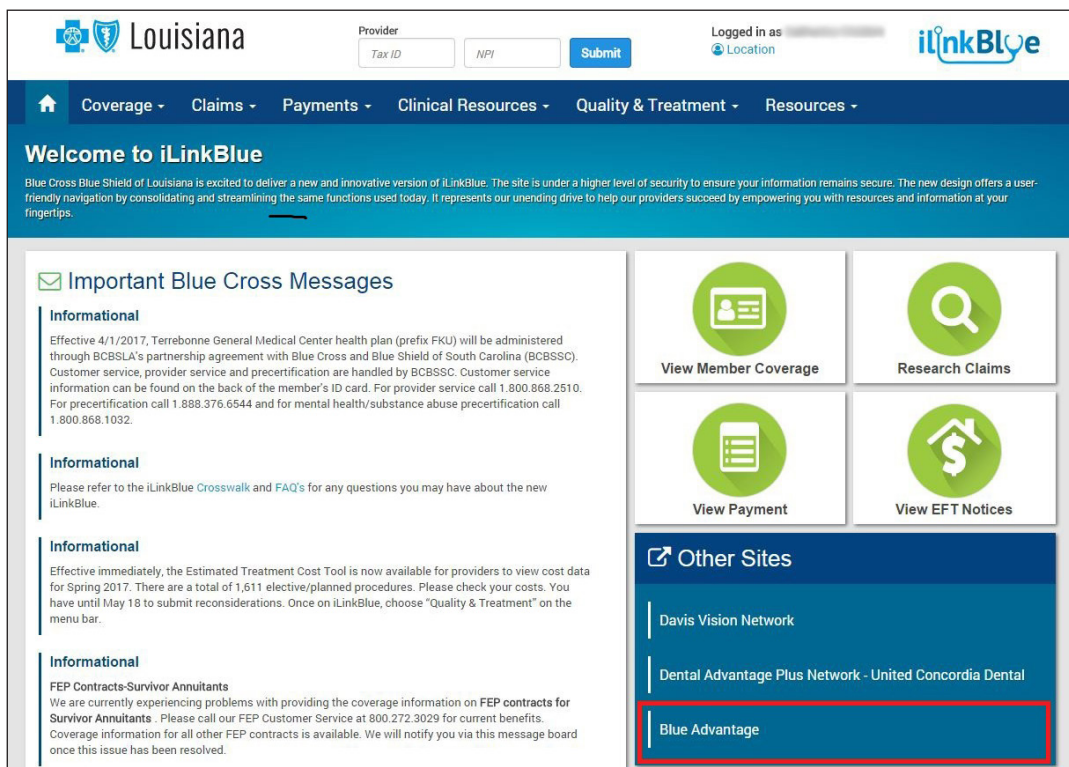 Louisiana
Provider
Tax ID
NPI
Submit
Logged in as
Location
ilinkBlue
Coverage
Claims
Payments
Clinical Resources
Quality & Treatment
Resources
Welcome to iLinkBlue
Blue Cross Blue Shield of Louisiana is excited to deliver a new and innovative version of iLinkBlue. The site is under a higher level of security to ensure your information remains secure. The new design offers a user-
friendly navigation by consolidating and streamlining the same functions used today. It represents our unending drive to help our providers succeed by empowering you with resources and information at your
fingertips.
Important Blue Cross Messages
Informational
Effective 4/1/2017, Terrebonne General Medical Center health plan (prefix FKU) will be administered
through BCBSLA's partnership agreement with Blue Cross and Blue Shield of South Carolina (BCBSSC).
Customer service, provider service and precertification are handled by BCBSSC. Customer service
information can be found on the back of the member's ID card. For provider service call 1.800.868.2510.
For precertification call 1.888.376.6544 and for mental health/substance abuse precertification call
1.800.868.1032.
Informational
Please refer to the iLinkBlue Crosswalk and FAQ's for any questions you may have about the new
iLinkBlue.
Informational
Effective immediately, the Estimated Treatment Cost Tool is now available for providers to view cost data
for Spring 2017. There are a total of 1,611 elective/planned procedures. Please check your costs. You
have until May 18 to submit reconsiderations. Once on iLinkBlue, choose "Quality & Treatment" on the
menu bar.
Informational
FEP Contracts-Survivor Annuitants
We are currently experiencing problems with providing the coverage information on FEP contracts for
Survivor Annuitants . Please call our FEP Customer Service at 800.272.3029 for current benefits.
Coverage information for all other FEP contracts is available. We will notify you via this message board
once this issue has been resolved.
View Member Coverage
Research Claims
View Payment
View EFT Notices
Other Sites
Davis Vision Network
Dental Advantage Plus Network - United Concordia Dental
Blue Advantage